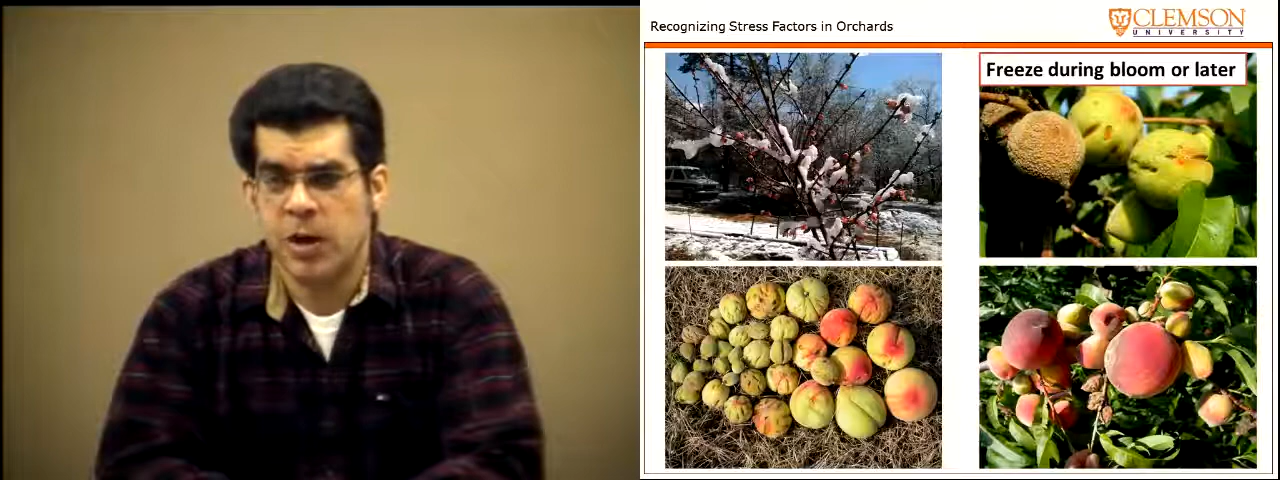 Recognizing Stress Factors in Orchards
CLEMSON
UNIVERSITY
Freeze during bloom or later